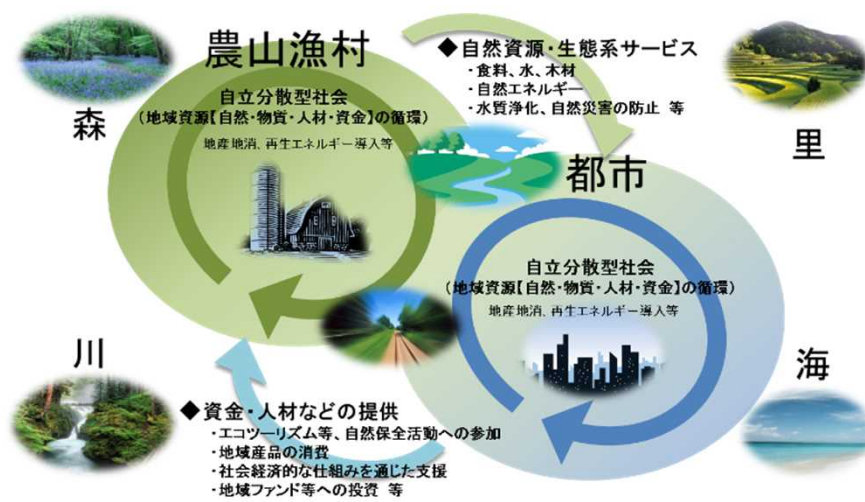 農山漁村
森
自立分散型社会
(地域資源【自然・物質・人材・資金】の循環)
地産地消、再生エネルギー導入等
◆自然資源・生態系サービス
・食料、水、木材
・自然エネルギー
・水質浄化、自然災害の防止 等
里
都市
自立分散型社会
(地域資源【自然・物質・人材・資金】の循環)
地産地消、再生エネルギー導入等
川
海
◆資金・人材などの提供
・エコツーリズム等、自然保全活動への参加
・地域産品の消費
・社会経済的な仕組みを通じた支援
・地域ファンド等への投資 等